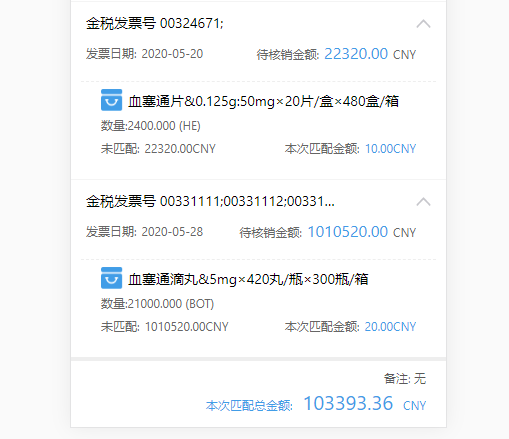 金税发票号 00324671;
发票日期: 2020-05-20 待核销金额: 22320.00 CNY
血塞通片&0.125g:50mg×20片/盒×480盒/箱
数量:2400.000 (HE)
未匹配: 22320.00CNY 本次匹配金额: 10.00CNY
金税发票号 00331111;00331112;00331...
发票日期: 2020-05-28 待核销金额: 1010520.00 CNY
血塞通滴丸&5mg×420丸/瓶×300瓶/箱
数量:21000.000 (BOT)
未匹配: 1010520.00CNY 本次匹配金额: 20.00CNY
备注: 无
本次匹配总金额: 103393.36 CNY